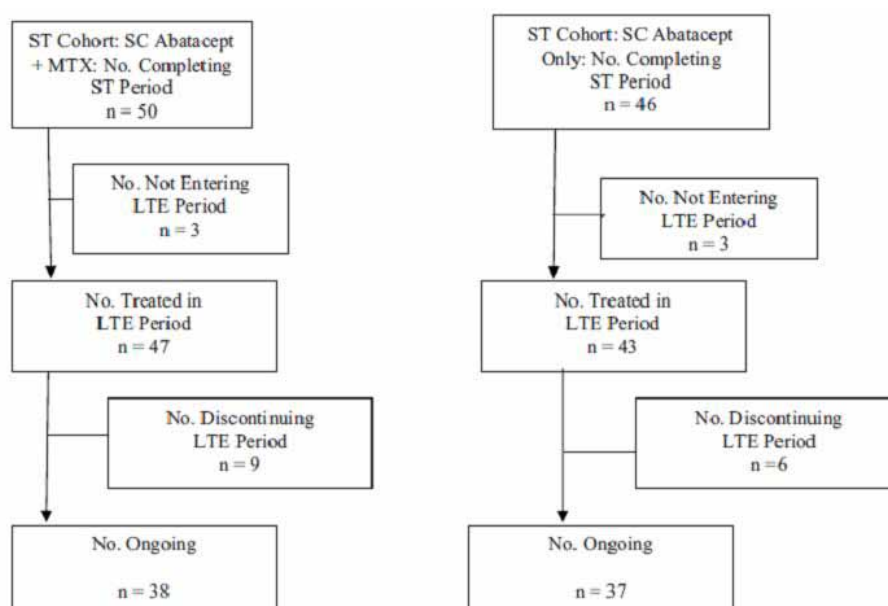 ST Cohort: SC Abatacept
+ MTX: No. Completing
ST Period
n = 50
No. Not Entering
LTE Period
n = 3
No. Treated in
LTE Period
n = 47
No. Discontinuing
LTE Period
n = 9
No. Ongoing
n = 38
ST Cohort: SC Abatacept
Only: No. Completing
ST Period
n = 46
No. Not Entering
LTE Period
n = 3
No. Treated in
LTE Period
n = 43
No. Discontinuing
LTE Period
n =6
No. Ongoing
n = 37